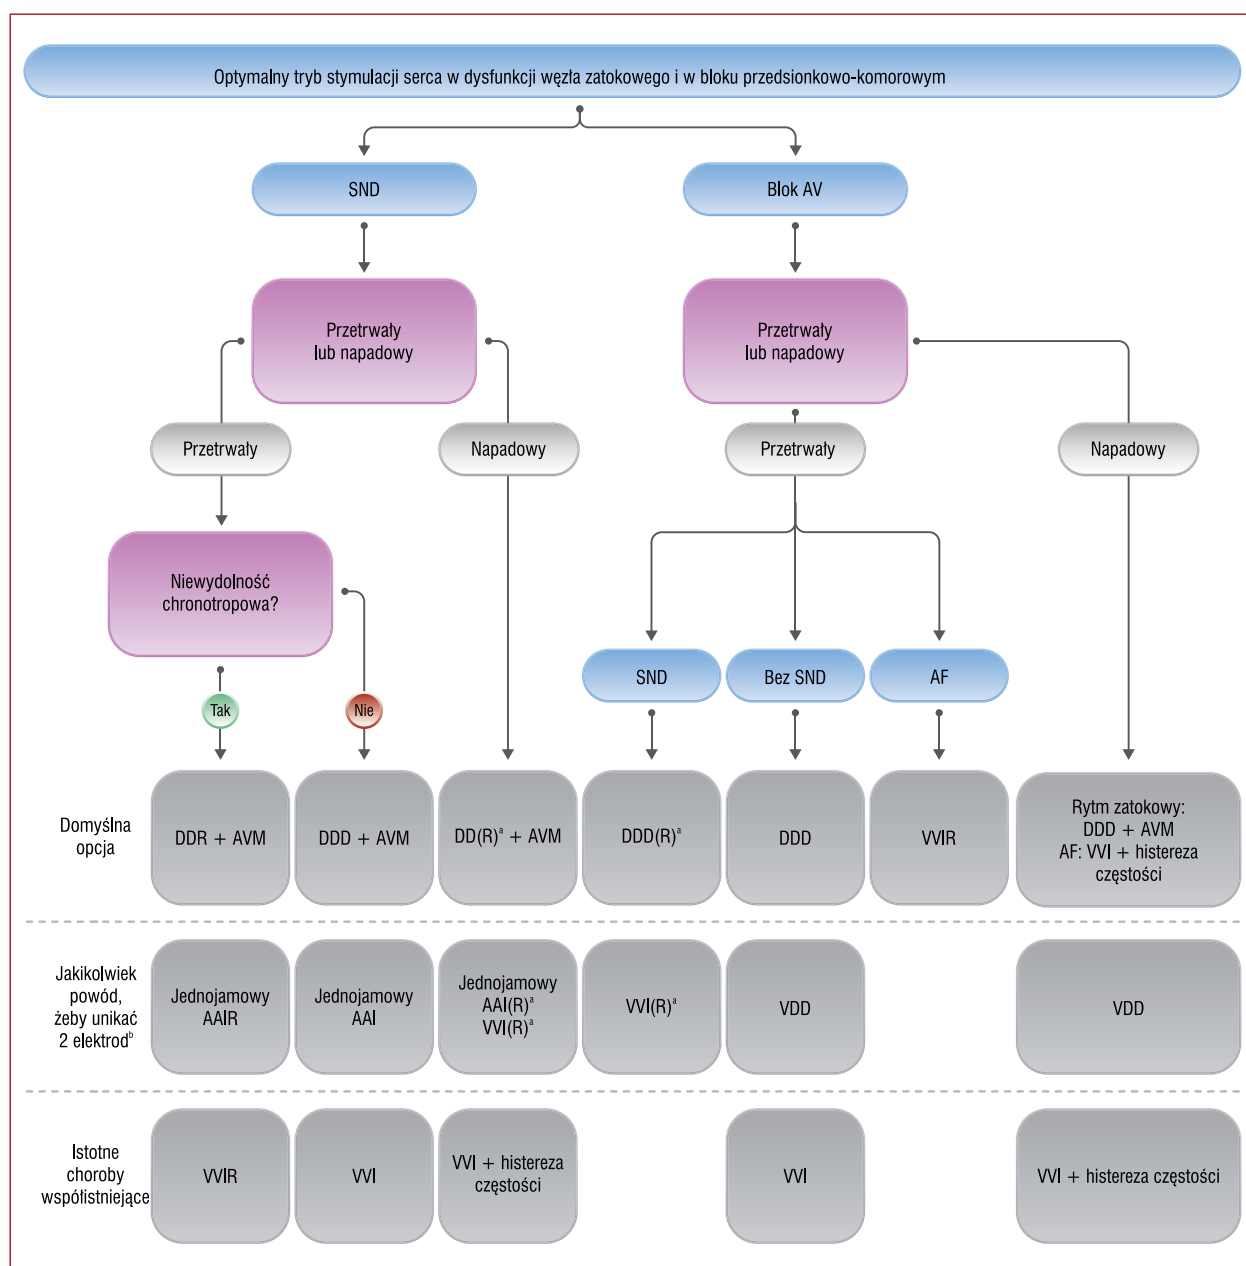 Optymalny tryb stymulacji serca w dysfunkcji węzła zatokowego i w bloku przedsionkowo-komorowym
SND
Blok AV
Przetrwały
lub napadowy
Przetrwały
lub napadowy
Przetrwały
Napadowy
Przetrwały
Napadowy
Niewydolność
chronotropowa?
SND
Bez SND
AF
Tak
Nie
Domyślna
opcja
DDR + AVM
DDD + AVM
DD(R)ª + AVM
DDD(R)ª
DDD
VVIR
Rytm zatokowy:
DDD + AVM
AF: VVI + histereza
częstości
Jakikolwiek
powód,
żeby unikać
2 elektrodᵇ
Jednojamowy
AAIR
Jednojamowy
AAI
Jednojamowy
AAI(R)ª
VVI(R)ª
VVI(R)ª
VDD
VDD
Istotne
choroby
współistniejące
VVIR
VVI
VVI + histereza
częstości
VVI
VVI + histereza częstości